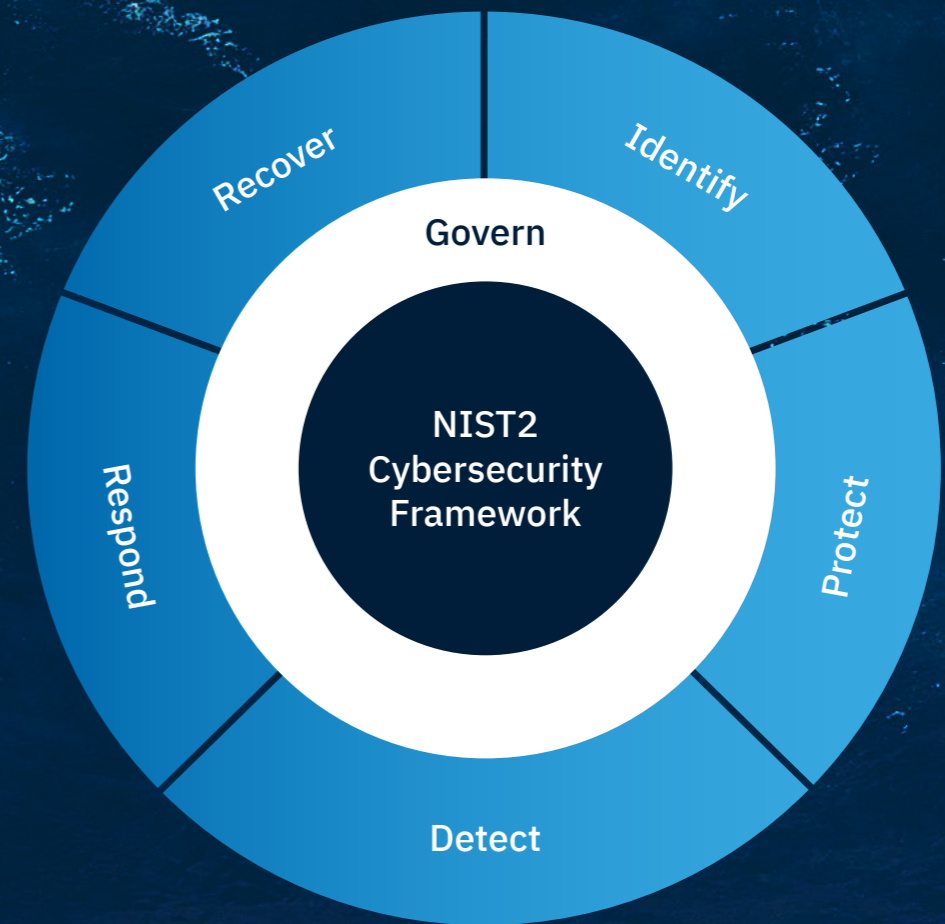 Recover
Identify
Govern
NIST2
Cybersecurity
Framework
Respond
Protect
Detect